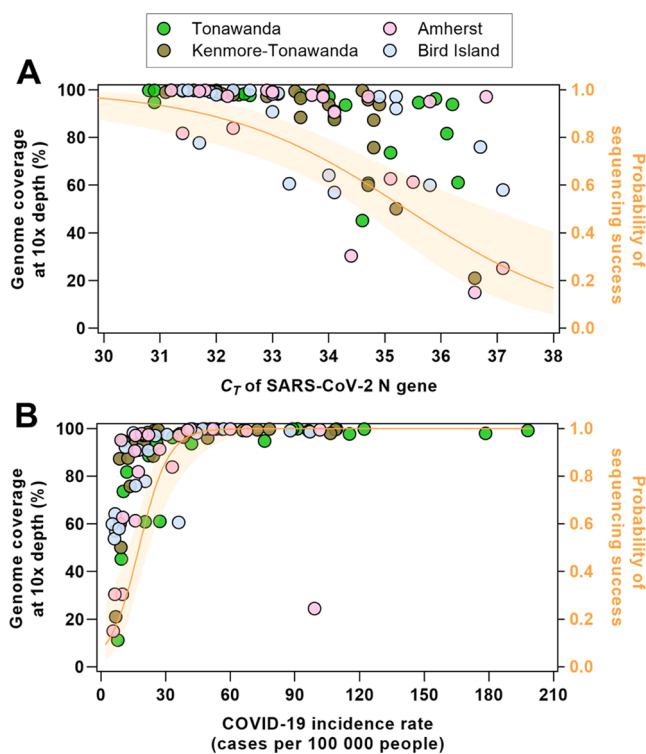 Tonawanda
Amherst
Kenmore-Tonawanda
Bird Island
A
100
80
60
40
20
0
Genome coverage
at 10x depth (%)
1.0
0.8
0.6
0.4
0.2
0.0
Probability of
sequencing success
30 31 32 33 34 35 36 37 38
CT of SARS-CoV-2 N gene
B
100
80
60
40
20
0
Genome coverage
at 10x depth (%)
1.0
0.8
0.6
0.4
0.2
0.0
Probability of
sequencing success
0 30 60 90 120 150 180 210
COVID-19 incidence rate
(cases per 100 000 people)